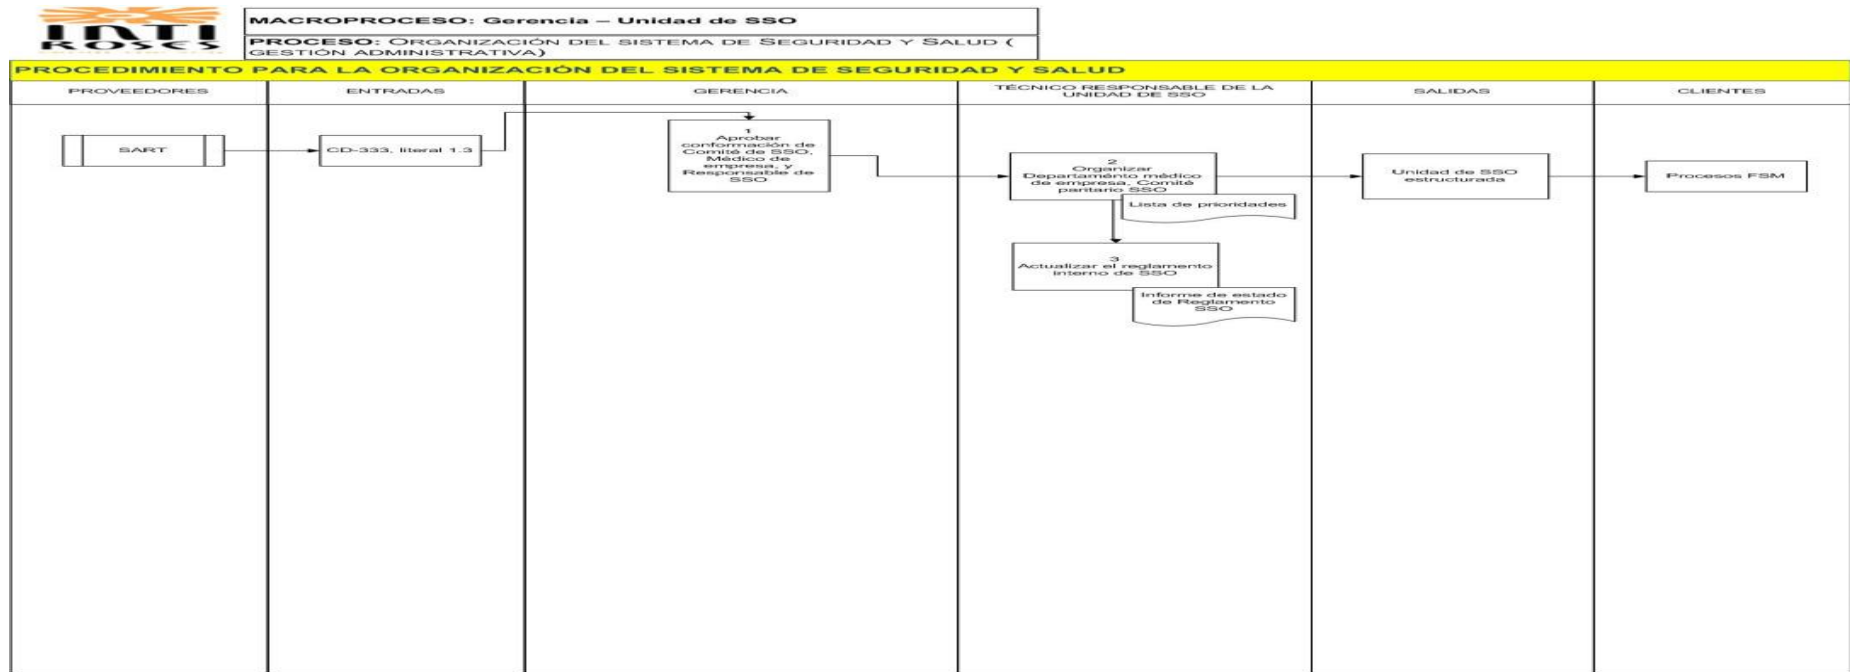 INTI
ROSES
MACROPROCESO: Gerencia – Unidad de SSO
PROCESO: ORGANIZACIÓN DEL SISTEMA DE SEGURIDAD Y SALUD (
GESTIÓN ADMINISTRATIVA)
PROCEDIMIENTO PARA LA ORGANIZACIÓN DEL SISTEMA DE SEGURIDAD Y SALUD
PROVEEDORES
ENTRADAS
GERENCIA
TÉCNICO RESPONSABLE DE LA
UNIDAD DE SSO
SALIDAS
CLIENTES
SART
CD-333, literal 1.3
1
Aprobar
conformación de
Comité de SSO,
Médico de
empresa, y
Responsable de
SSO
2
Organizar
Departamento médico
de empresa, Comité
paritario SSO
Lista de prioridades
3
Actualizar el reglamento
interno de SSO
Informe de estado
de Reglamento
SSO
Unidad de SSO
estructurada
Procesos FSM